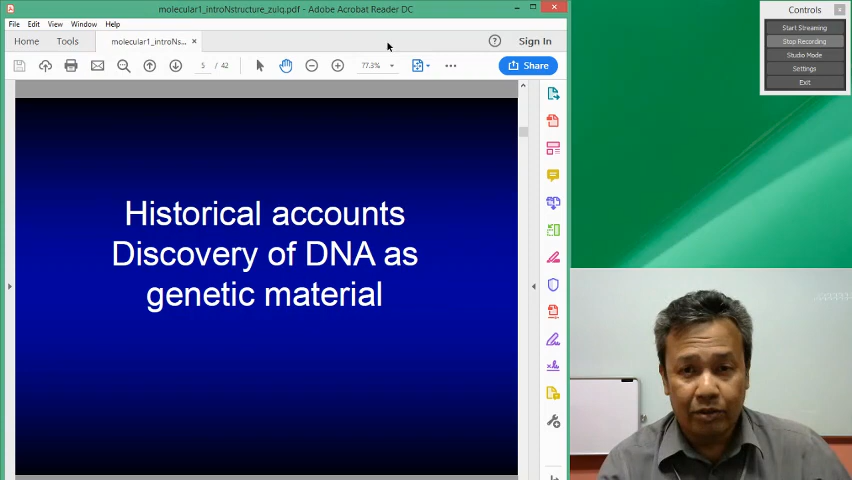 molecular1_introNstructure_zulq.pdf - Adobe Acrobat Reader DC
File Edit View Window Help
Home Tools molecular1_introNs... × Sign In
5 / 42 77.3% Share
Historical accounts
Discovery of DNA as
genetic material
Controls
Start Streaming
Stop Recording
Studio Mode
Settings
Exit